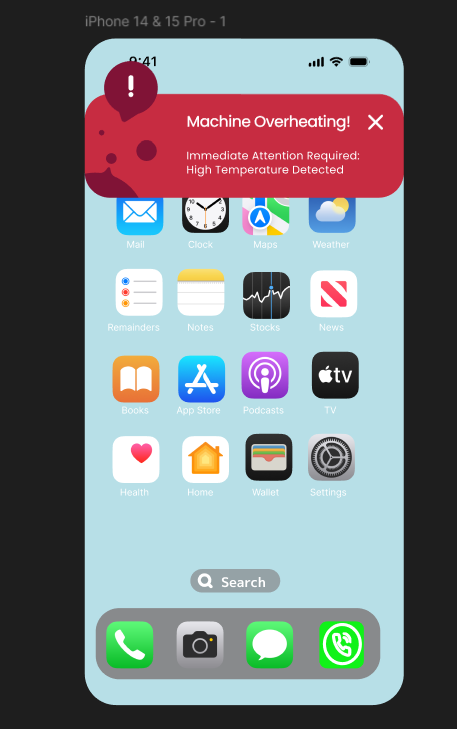 iPhone 14 & 15 Pro - 1
9:41
!
Machine Overheating!
Immediate Attention Required:
High Temperature Detected
Mail Clock Maps Weather
Remainders Notes Stocks News
Books App Store Podcasts TV
tv
Health Home Wallet Settings
Search